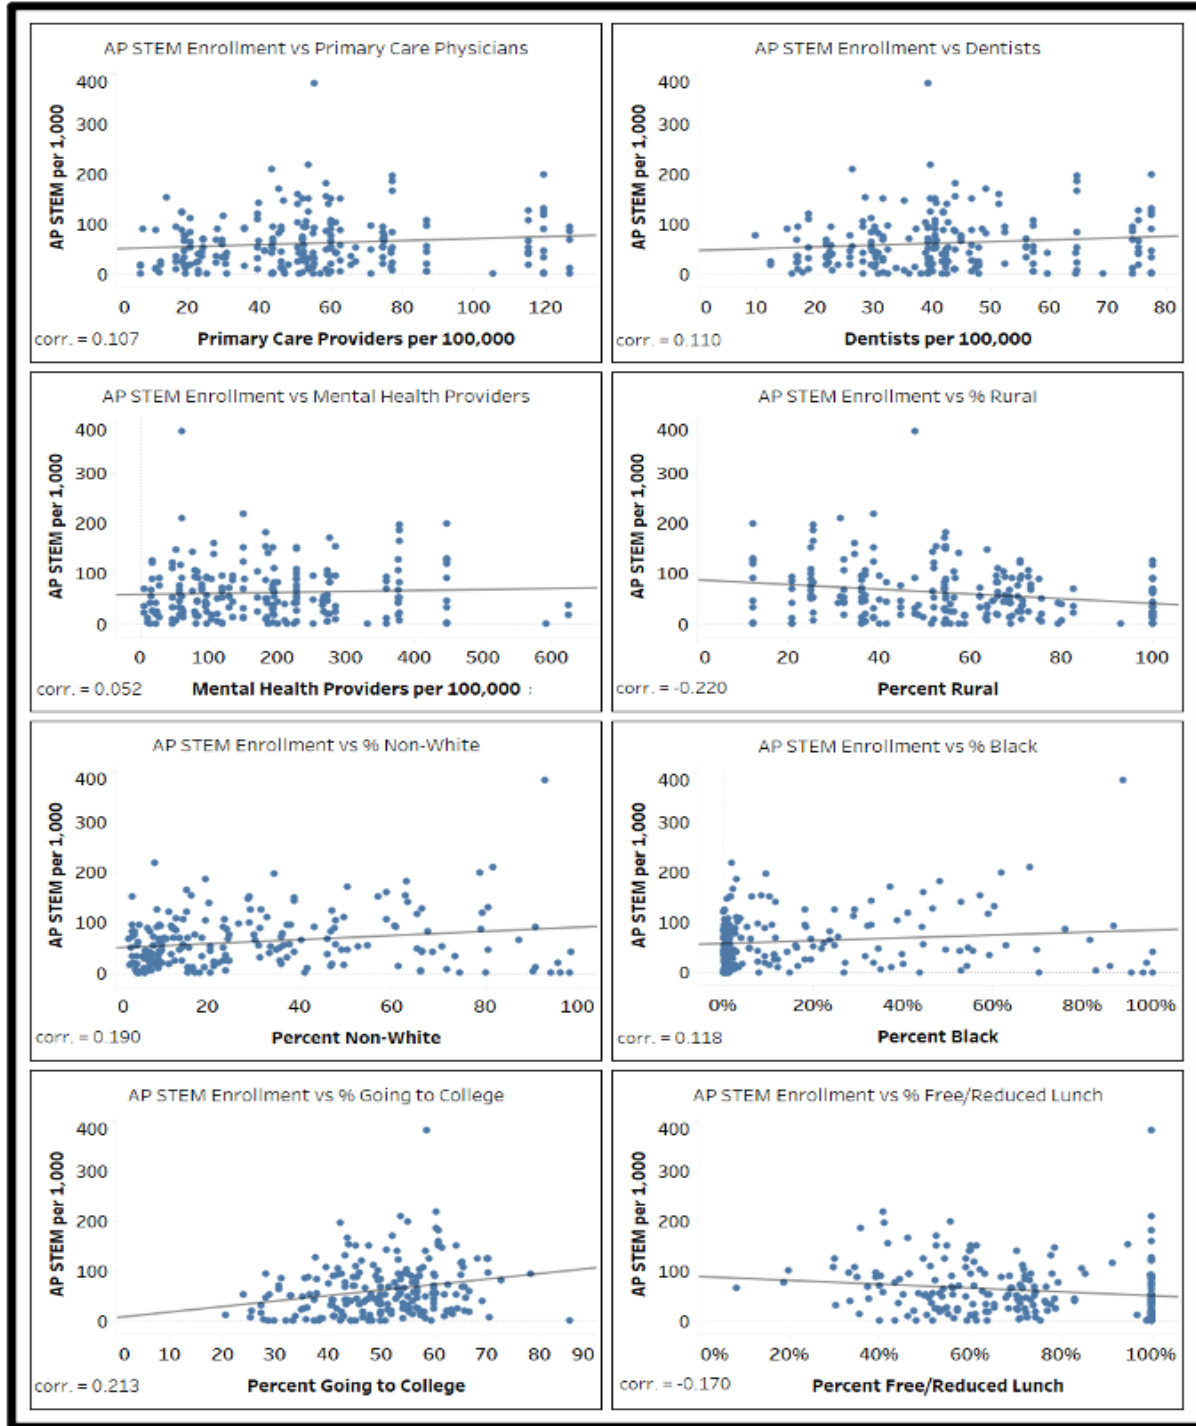 AP STEM Enrollment vs Primary Care Physicians
AP STEM per 1,000
400
300
200
100
0
0 20 40 60 80 100 120
corr. = 0.107
Primary Care Providers per 100,000
AP STEM Enrollment vs Dentists
AP STEM per 1,000
400
300
200
100
0
0 10 20 30 40 50 60 70 80
corr. = 0.110
Dentists per 100,000
AP STEM Enrollment vs Mental Health Providers
AP STEM per 1,000
400
300
200
100
0
0 100 200 300 400 500 600
corr. = 0.052
Mental Health Providers per 100,000 :
AP STEM Enrollment vs % Rural
AP STEM per 1,000
400
300
200
100
0
0 20 40 60 80 100
corr. = -0.220
Percent Rural
AP STEM Enrollment vs % Non-White
AP STEM per 1,000
400
300
200
100
0
0 20 40 60 80 100
corr. = 0.190
Percent Non-White
AP STEM Enrollment vs % Black
AP STEM per 1,000
400
300
200
100
0
0% 20% 40% 60% 80% 100%
corr. = 0.118
Percent Black
AP STEM Enrollment vs % Going to College
AP STEM per 1,000
400
300
200
100
0
0 10 20 30 40 50 60 70 80 90
corr. = 0.213
Percent Going to College
AP STEM Enrollment vs % Free/Reduced Lunch
AP STEM per 1,000
400
300
200
100
0
0% 20% 40% 60% 80% 100%
corr. = -0.170
Percent Free/Reduced Lunch